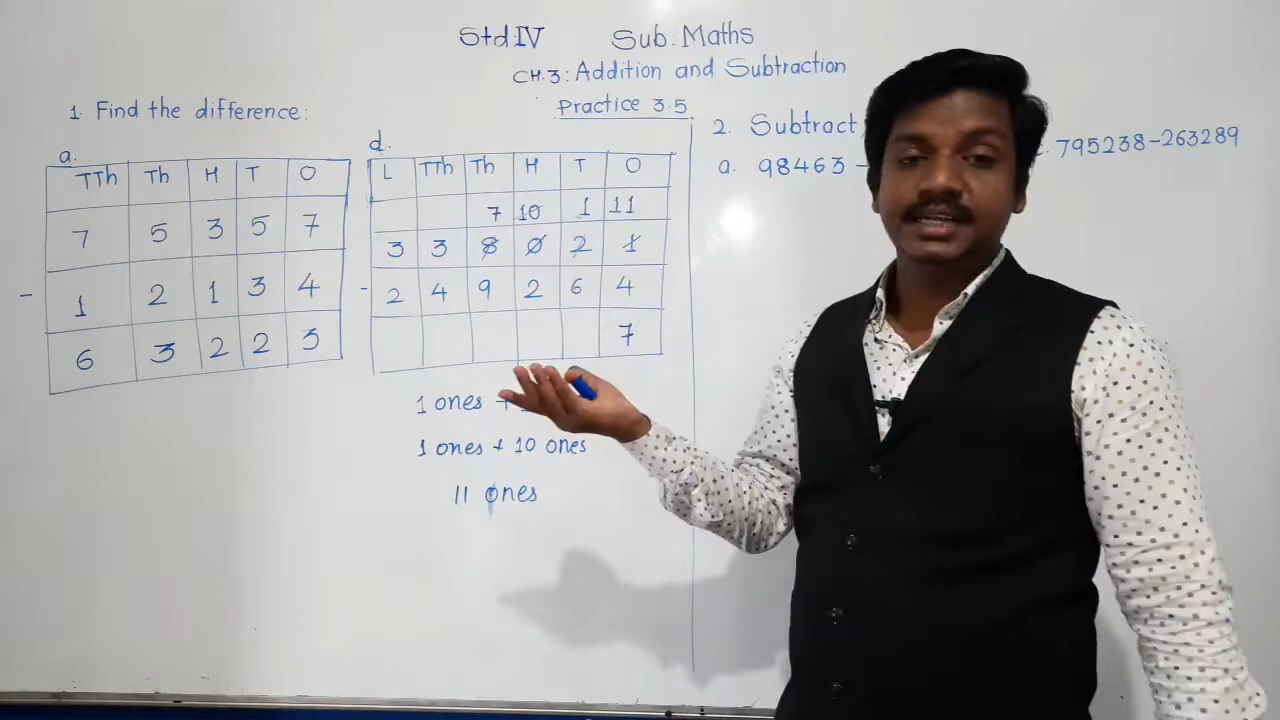 Std IV Sub. Maths
CH.3: Addition and Subtraction
Practice 3.5
1. Find the difference:
a.
TTh Th H T O
7 5 3 5 7
- 1 2 1 3 4
6 3 2 2 3
d.
L TTh Th H T O
7 10 1 11
3 3 8 0 2 1
- 2 4 9 2 6 4
7
1 ones +
1 ones + 10 ones
11 ones
2. Subtract
a. 98463 -
795238-263289